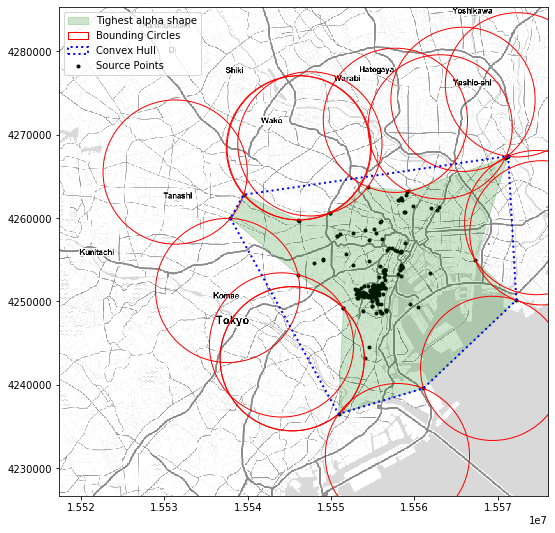 Tighest alpha shape
Bounding Circles
Convex Hull
Source Points
Yoshikawa
Shiki
Hatogaya
Warabi
Yashio-shi
Wako
Tanashi
Kunitachi
Komae
Tokyo
4280000
4270000
4260000
4250000
4240000
4230000
1.552 1.553 1.554 1.555 1.556 1.557
1e7